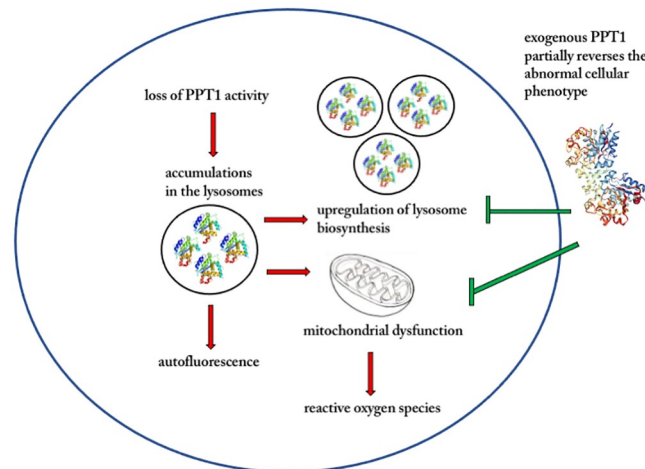 exogenous PPT1
partially reverses the
abnormal cellular
phenotype
loss of PPT1 activity
accumulations
in the lysosomes
upregulation of lysosome
biosynthesis
mitochondrial dysfunction
autofluorescence
reactive oxygen species